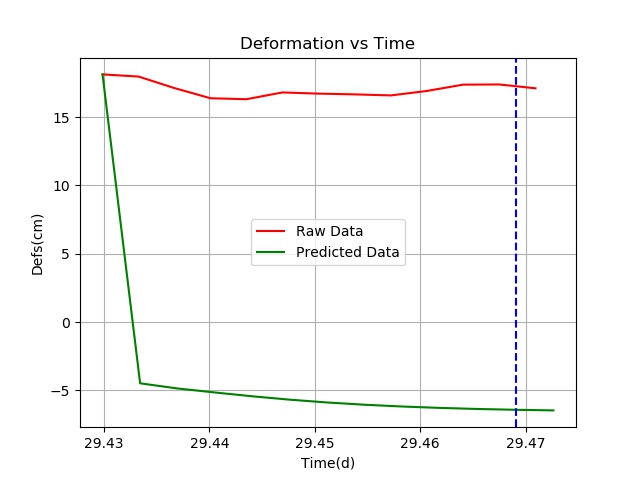 Deformation vs Time
Defs(cm)
15
10
5
0
−5
Raw Data
Predicted Data
29.43 29.44 29.45 29.46 29.47
Time(d)